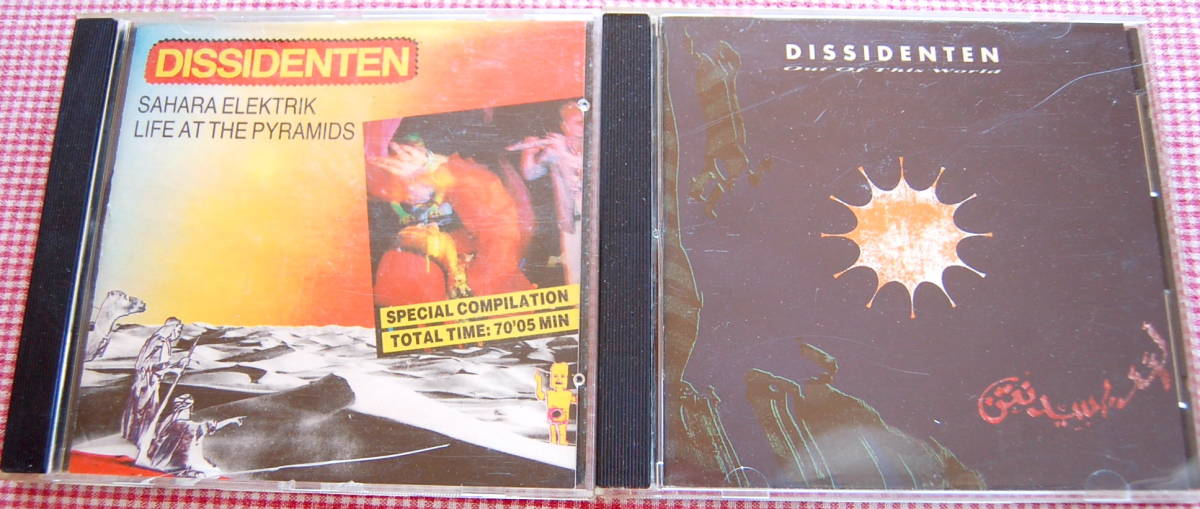 DISSIDENTEN
SAHARA ELEKTRIK
LIFE AT THE PYRAMIDS
SPECIAL COMPILATION
TOTAL TIME: 70'05 MiN
DISSIDENTEN
Out Of This World